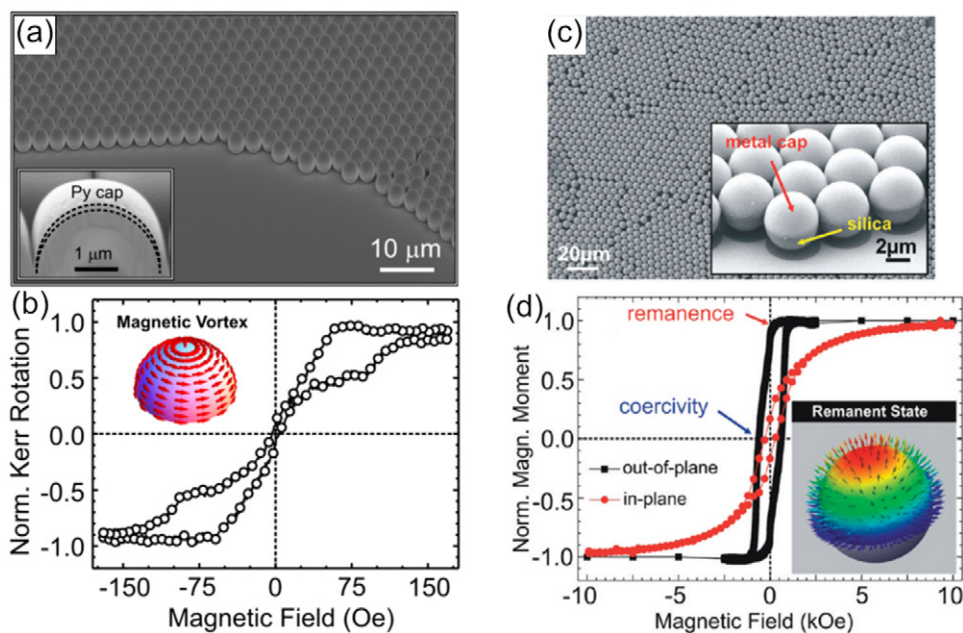 (a)
Py cap
1 μm
10 μm
(b)
Magnetic Vortex
Norm. Kerr Rotation
1.0
0.5
0.0
-0.5
-1.0
-150
-75
0
75
150
Magnetic Field (Oe)
(c)
metal cap
silica
20μm
2μm
(d)
remanence
coercivity
Remanent State
out-of-plane
in-plane
Norm. Magn. Moment
1.0
0.5
0.0
-0.5
-1.0
-10
-5
0
5
10
Magnetic Field (kOe)